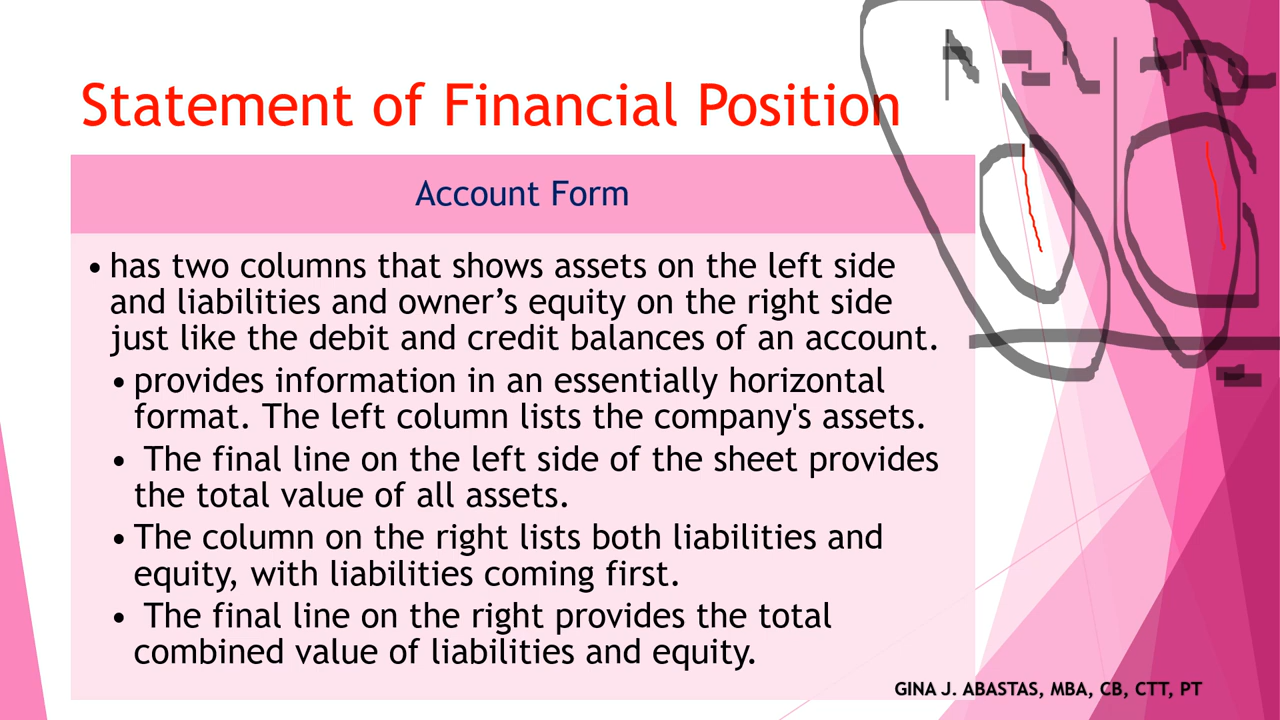 Statement of Financial Position
Account Form
• has two columns that shows assets on the left side
and liabilities and owner’s equity on the right side
just like the debit and credit balances of an account.
• provides information in an essentially horizontal
format. The left column lists the company's assets.
• The final line on the left side of the sheet provides
the total value of all assets.
• The column on the right lists both liabilities and
equity, with liabilities coming first.
• The final line on the right provides the total
combined value of liabilities and equity.
GINA J. ABASTAS, MBA, CB, CTT, PT